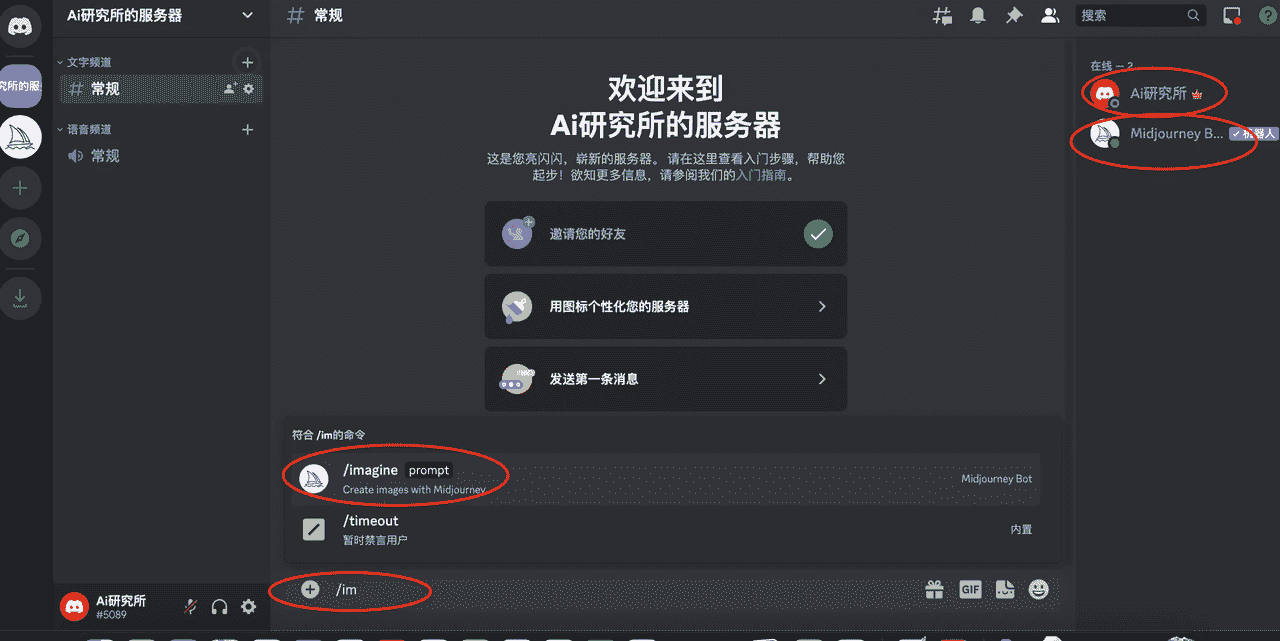 Ai研究所的服务器
常规
搜索
文字频道
常规
语音频道
常规
究所的服
欢迎来到
Ai研究所的服务器
这是您亮闪闪，崭新的服务器。请在这里查看入门步骤，帮助您
起步！欲知更多信息，请参阅我们的入门指南。
邀请您的好友
用图标个性化您的服务器
发送第一条消息
符合 /im的命令
/imagine prompt
Create images with Midjourney
Midjourney Bot
/timeout
暂时禁言用户
内置
/im
GIF
Ai研究所
#5089
在线 — 2
Ai研究所
Midjourney B... 机器人